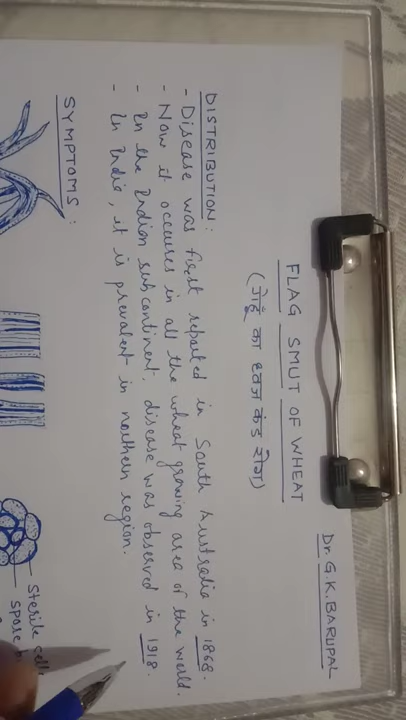 Dr. G.K. BARUPAL
FLAG SMUT OF WHEAT
(गेहूं का ध्वज कंड रोग)
DISTRIBUTION:
- Disease was first reported in South Australia in 1868.
- Now it occures in all the wheat growing area of the world.
- In the Indian subcontinent, disease was observed in 1918.
- In India, it is prevalent in northern region.
SYMPTOMS:
Sterile cell
spore